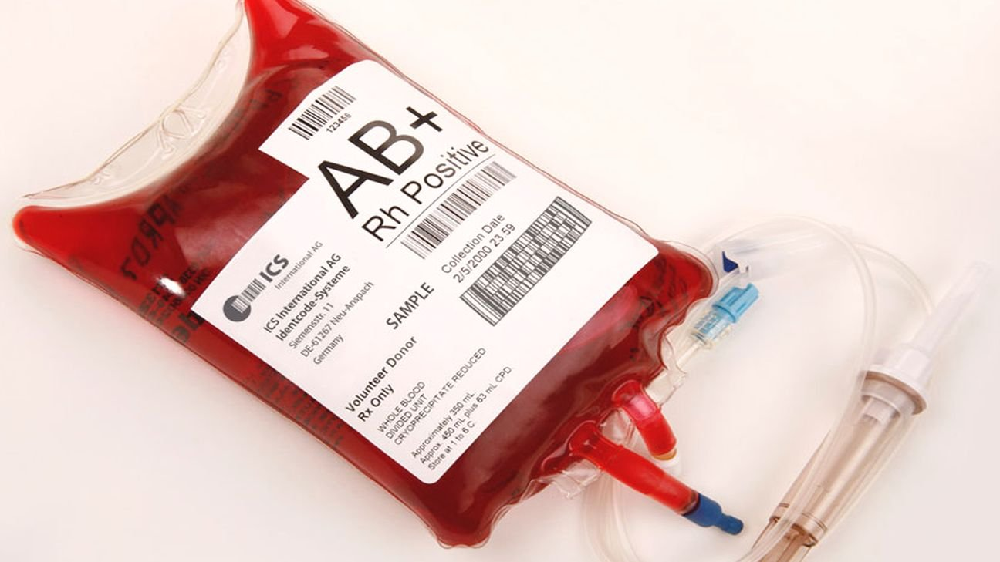 123456
AB+
Rh Positive
ICS
International AG
ICS International AG
Identcode-Systeme
Siemensstr. 11
DE-61267 Neu-Anspach
Germany
Collection Date
2/5/2000 23 59
SAMPLE
Volunteer Donor
Rx Only
WHOLE BLOOD
DIVIDED UNIT
CRYOPRECIPITATE REDUCED
Approximately 350 mL
Approx. 450 mL plus 63 mL CPD
Store at 1 to 6 C